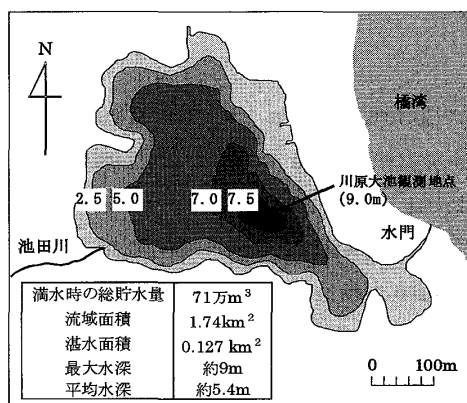 N
橘湾
川原大池観測地点
(9.0m)
2.5 5.0 7.0 7.5
水門
池田川
満水時の総貯水量 71万m³
流域面積 1.74km²
湛水面積 0.127 km²
最大水深 約9m
平均水深 約5.4m
0 100m